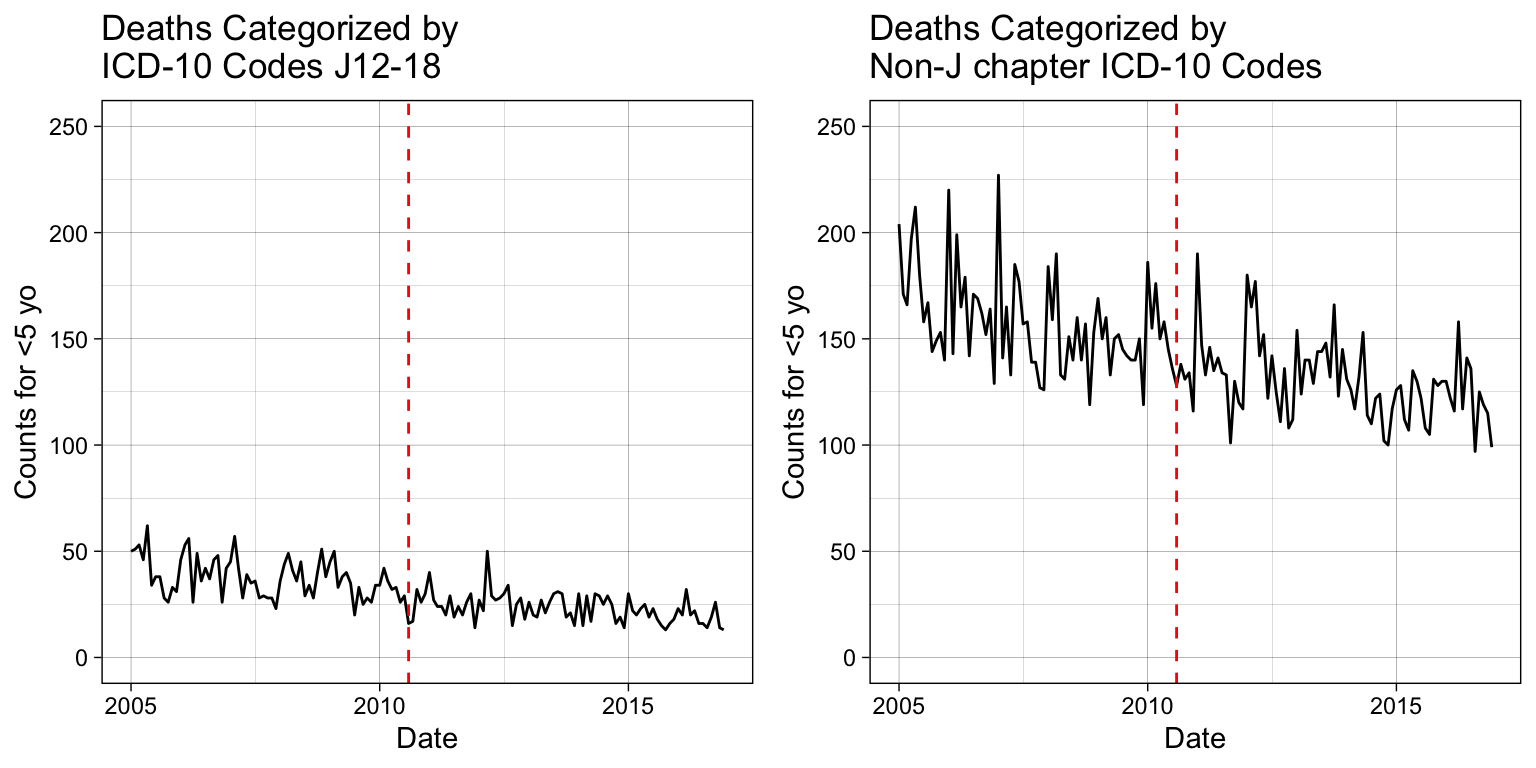 Deaths Categorized by
ICD-10 Codes J12-18
250
200
150
100
50
0
Counts for <5 yo
2005 2010 2015
Date
Deaths Categorized by
Non-J chapter ICD-10 Codes
250
200
150
100
50
0
Counts for <5 yo
2005 2010 2015
Date